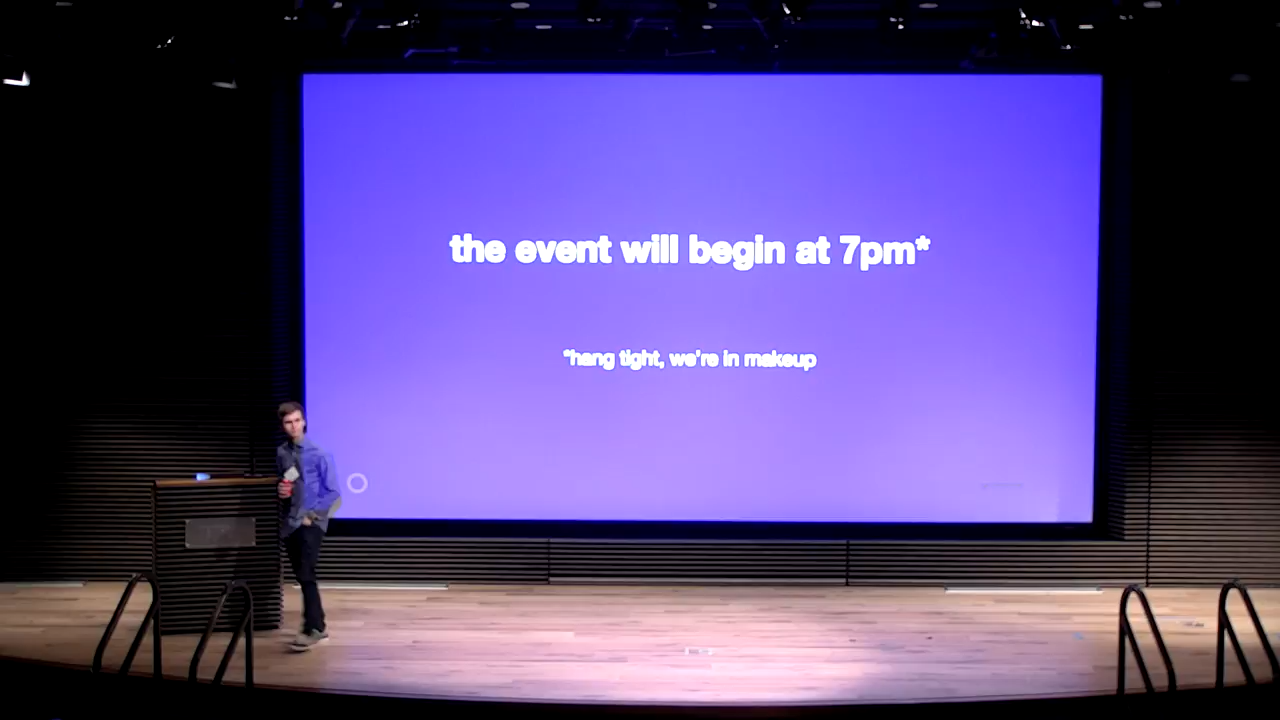 the event will begin at 7pm*
*hang tight, we're in makeup